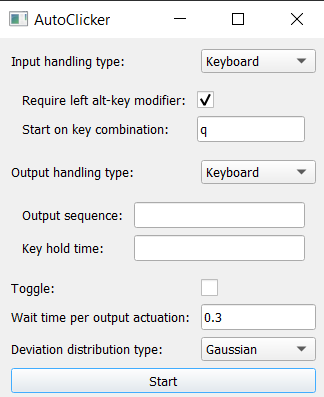 AutoClicker
Input handling type: Keyboard
Require left alt-key modifier:
Start on key combination: q
Output handling type: Keyboard
Output sequence:
Key hold time:
Toggle:
Wait time per output actuation: 0.3
Deviation distribution type: Gaussian
Start